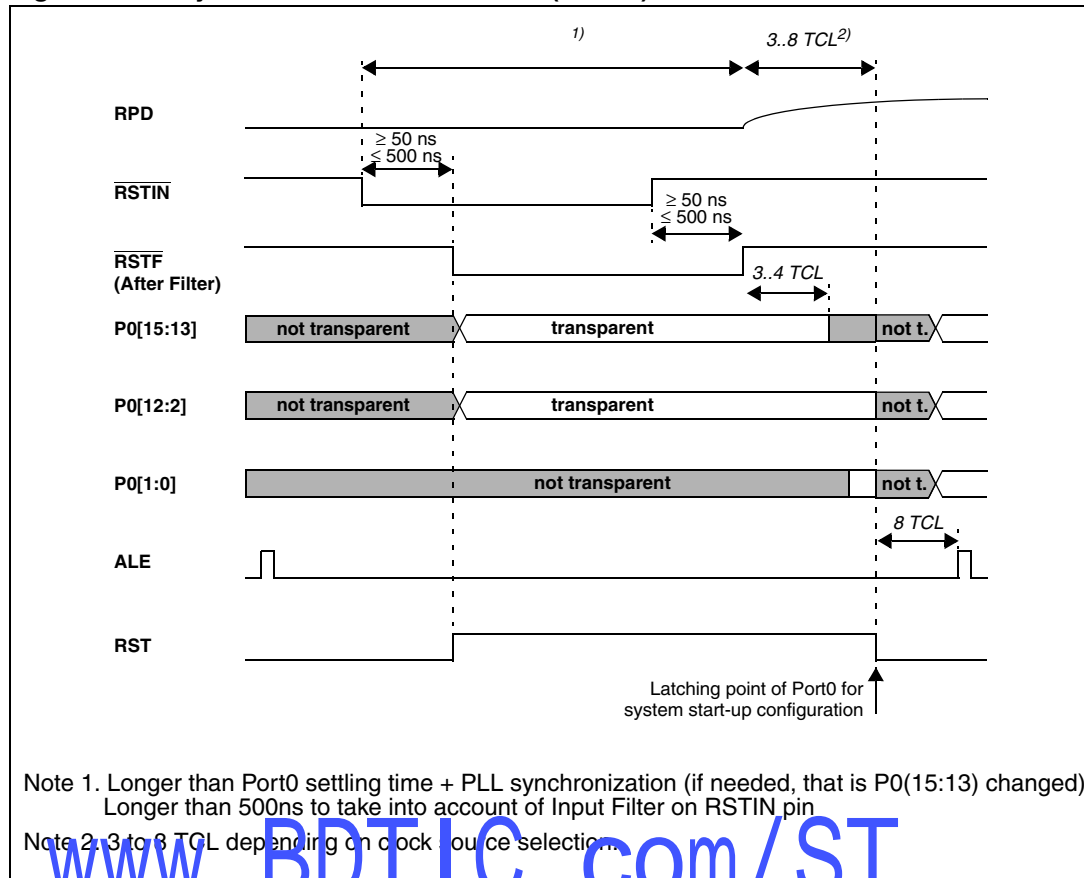 1)
3..8 TCL2)
RPD
≥ 50 ns
≤ 500 ns
RSTIN
≥ 50 ns
≤ 500 ns
RSTF
(After Filter)
3..4 TCL
P0[15:13]
not transparent
transparent
not t.
P0[12:2]
not transparent
transparent
not t.
P0[1:0]
not transparent
not t.
8 TCL
ALE
RST
Latching point of Port0 for
system start-up configuration
Note 1. Longer than Port0 settling time + PLL synchronization (if needed, that is P0(15:13) changed)
Longer than 500ns to take into account of Input Filter on RSTIN pin
Note 2. 3 to 8 TCL depending on clock source selection.
www BDTIC com/ST